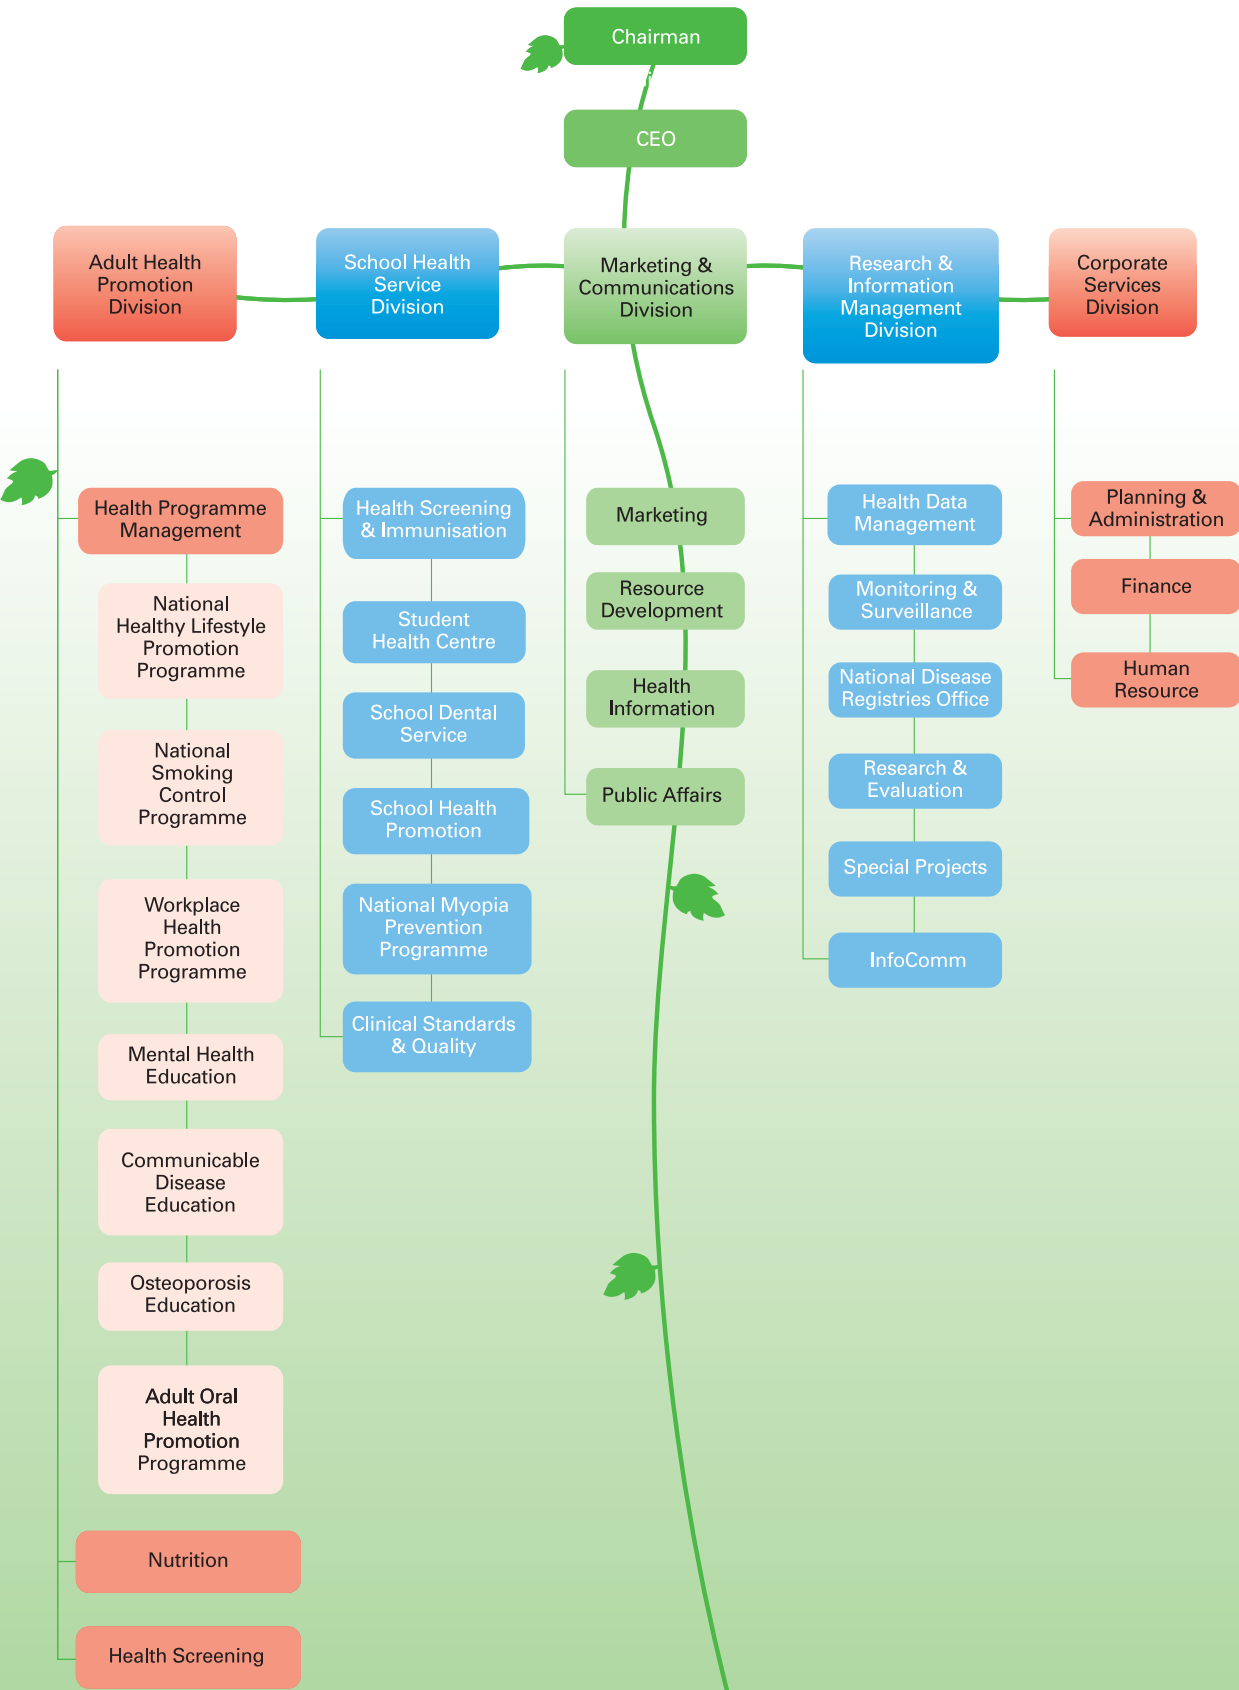 Chairman
CEO
Adult Health
Promotion
Division
School Health
Service
Division
Marketing &
Communications
Division
Research &
Information
Management
Division
Corporate
Services
Division
Health Programme
Management
National
Healthy Lifestyle
Promotion
Programme
National
Smoking
Control
Programme
Workplace
Health
Promotion
Programme
Mental Health
Education
Communicable
Disease
Education
Osteoporosis
Education
Adult Oral
Health
Promotion
Programme
Nutrition
Health Screening
Health Screening
& Immunisation
Student
Health Centre
School Dental
Service
School Health
Promotion
National Myopia
Prevention
Programme
Clinical Standards
& Quality
Marketing
Resource
Development
Health
Information
Public Affairs
Health Data
Management
Monitoring &
Surveillance
National Disease
Registries Office
Research &
Evaluation
Special Projects
InfoComm
Planning &
Administration
Finance
Human
Resource